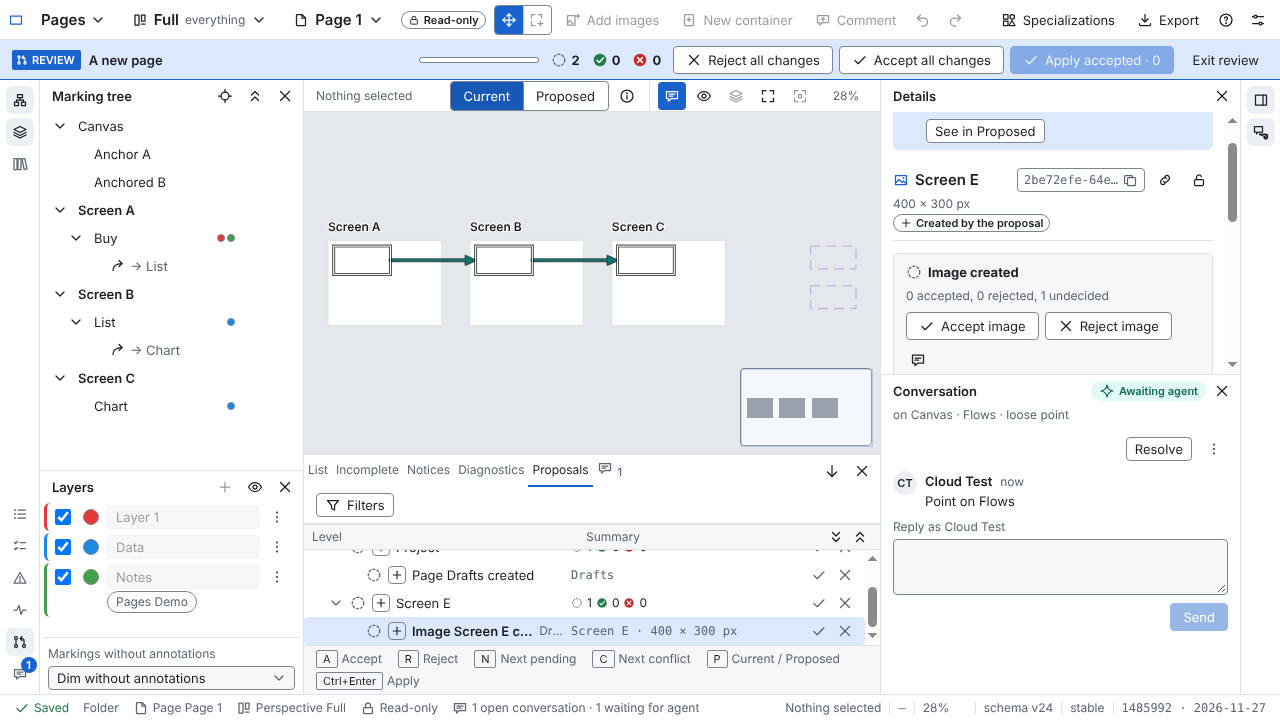 Pages
Full everything
Page 1
Read-only
Add images
New container
Comment
Specializations
Export
REVIEW
A new page
2
0
0
Reject all changes
Accept all changes
Apply accepted · 0
Exit review
Marking tree
Canvas
Anchor A
Anchored B
Screen A
Buy
→ List
Screen B
List
→ Chart
Screen C
Chart
Layers
Layer 1
Data
Notes
Pages Demo
Markings without annotations
Dim without annotations
1
Nothing selected
Current
Proposed
28%
Screen A
Screen B
Screen C
List
Incomplete
Notices
Diagnostics
Proposals
1
Filters
Level
Summary
Project
1 0 0
Page Drafts created
Drafts
Screen E
1 0 0
Image Screen E c... Dr... Screen E · 400 × 300 px
A Accept
R Reject
N Next pending
C Next conflict
P Current / Proposed
Ctrl+Enter Apply
Details
See in Proposed
Screen E
2be72efe-64e…
400 × 300 px
Created by the proposal
Image created
0 accepted, 0 rejected, 1 undecided
Accept image
Reject image
Conversation
Awaiting agent
on Canvas · Flows · loose point
Resolve
CT
Cloud Test now
Point on Flows
Reply as Cloud Test
Send
Saved
Folder
Page Page 1
Perspective Full
Read-only
1 open conversation · 1 waiting for agent
Nothing selected
—
28%
schema v24
stable
1485992 · 2026-11-27